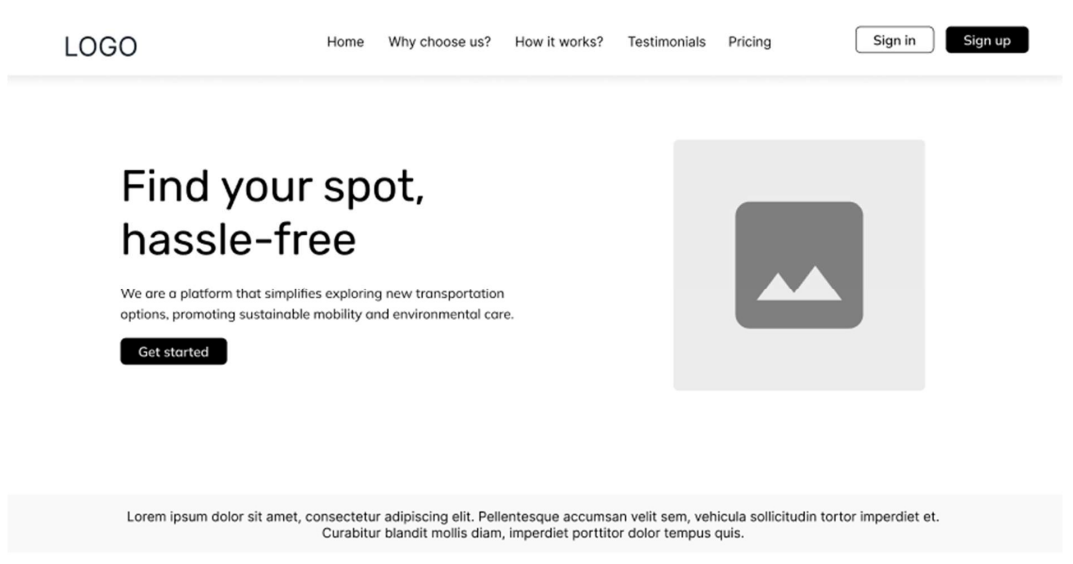 LOGO
Home Why choose us? How it works? Testimonials Pricing
Sign in Sign up
Find your spot,
hassle-free
We are a platform that simplifies exploring new transportation
options, promoting sustainable mobility and environmental care.
Get started
Lorem ipsum dolor sit amet, consectetur adipiscing elit. Pellentesque accumsan velit sem, vehicula sollicitudin tortor imperdiet et.
Curabitur blandit mollis diam, imperdiet porttitor dolor tempus quis.